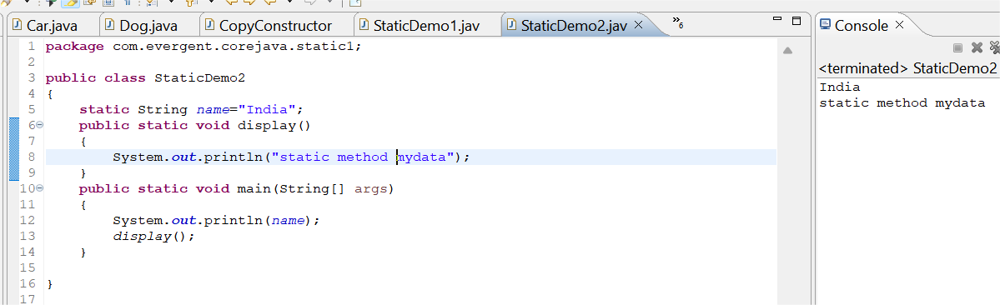 Car.java Dog.java CopyConstructor StaticDemo1.jav StaticDemo2.jav »6 Console
<terminated> StaticDemo2
India
static method mydata
1 package com.evergent.corejava.static1;
2
3 public class StaticDemo2
4 {
5 static String name="India";
6 public static void display()
7 {
8 System.out.println("static method mydata");
9 }
10 public static void main(String[] args)
11 {
12 System.out.println(name);
13 display();
14 }
15
16 }
17